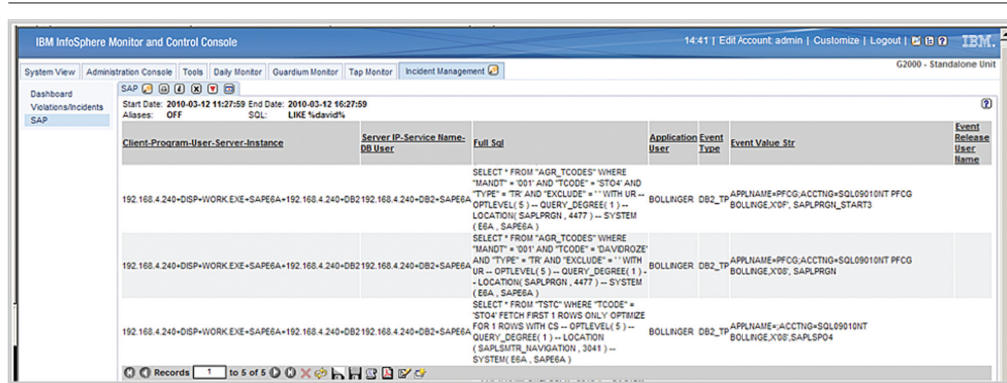 IBM InfoSphere Monitor and Control Console
14:41 | Edit Account: admin | Customize | Logout |
IBM.
System View
Administration Console
Tools
Daily Monitor
Guardium Monitor
Tap Monitor
Incident Management
G2000 - Standalone Unit
Dashboard
Violations/Incidents
SAP
SAP
Start Date: 2010-03-12 11:27:59 End Date: 2010-03-12 16:27:59
Aliases: OFF SQL: LIKE %david%
Client-Program-User-Server-Instance
Server IP-Service Name-
DB User
Full Sql
Application
User
Event
Type
Event Value Str
Event
Release
User
Name
192.168.4.240+DISP+WORK.EXE+SAPE6A+192.168.4.240+DB2
192.168.4.240+DB2+SAPE6A
SELECT * FROM "AGR_TCODES" WHERE
"MANDT" = '001' AND "TCODE" = 'ST04' AND
"TYPE" = 'TR' AND "EXCLUDE" = ' ' WITH UR --
OPTLEVEL( 5 ) -- QUERY_DEGREE( 1 ) --
LOCATION( SAPLPRGN , 4477 ) -- SYSTEM
( E6A , SAPE6A )
BOLLINGER
DB2_TP
APPLNAME=PFCG;ACCTNG=SQL09010NT PFCG
BOLLINGE,X'0F', SAPLPRGN_START3
192.168.4.240+DISP+WORK.EXE+SAPE6A+192.168.4.240+DB2
192.168.4.240+DB2+SAPE6A
SELECT * FROM "AGR_TCODES" WHERE
"MANDT" = '001' AND "TCODE" = 'DAVIDROZE'
AND "TYPE" = 'TR' AND "EXCLUDE" = ' ' WITH
UR -- OPTLEVEL( 5 ) -- QUERY_DEGREE( 1 ) -
- LOCATION( SAPLPRGN , 4477 ) -- SYSTEM
( E6A , SAPE6A )
BOLLINGER
DB2_TP
APPLNAME=PFCG;ACCTNG=SQL09010NT PFCG
BOLLINGE,X'08', SAPLPRGN
192.168.4.240+DISP+WORK.EXE+SAPE6A+192.168.4.240+DB2
192.168.4.240+DB2+SAPE6A
SELECT * FROM "TSTC" WHERE "TCODE" =
'ST04' FETCH FIRST 1 ROWS ONLY OPTIMIZE
FOR 1 ROWS WITH CS -- OPTLEVEL( 5 ) --
QUERY_DEGREE( 1 ) -- LOCATION
( SAPLSMTR_NAVIGATION , 3041 ) --
SYSTEM( E6A , SAPE6A )
BOLLINGER
DB2_TP
APPLNAME=;ACCTNG=SQL09010NT
BOLLINGE,X'08',SAPLSP04
Records 1 to 5 of 5